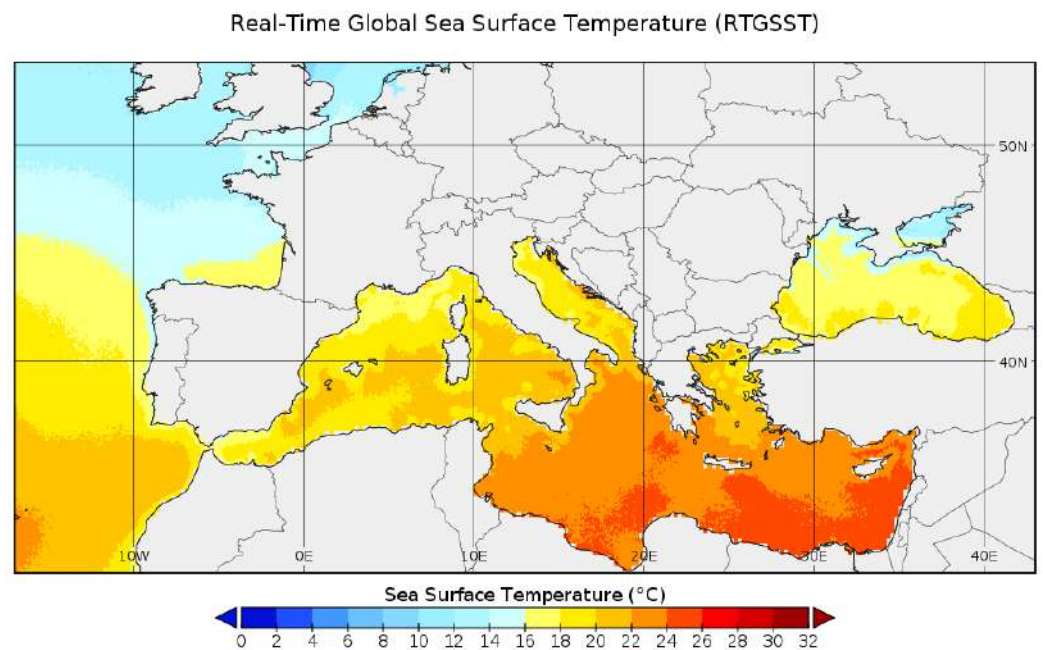 Real-Time Global Sea Surface Temperature (RTGSST)
50N
40N
10W 0E 10E 20E 30E 40E
Sea Surface Temperature (°C)
0 2 4 6 8 10 12 14 16 18 20 22 24 26 28 30 32